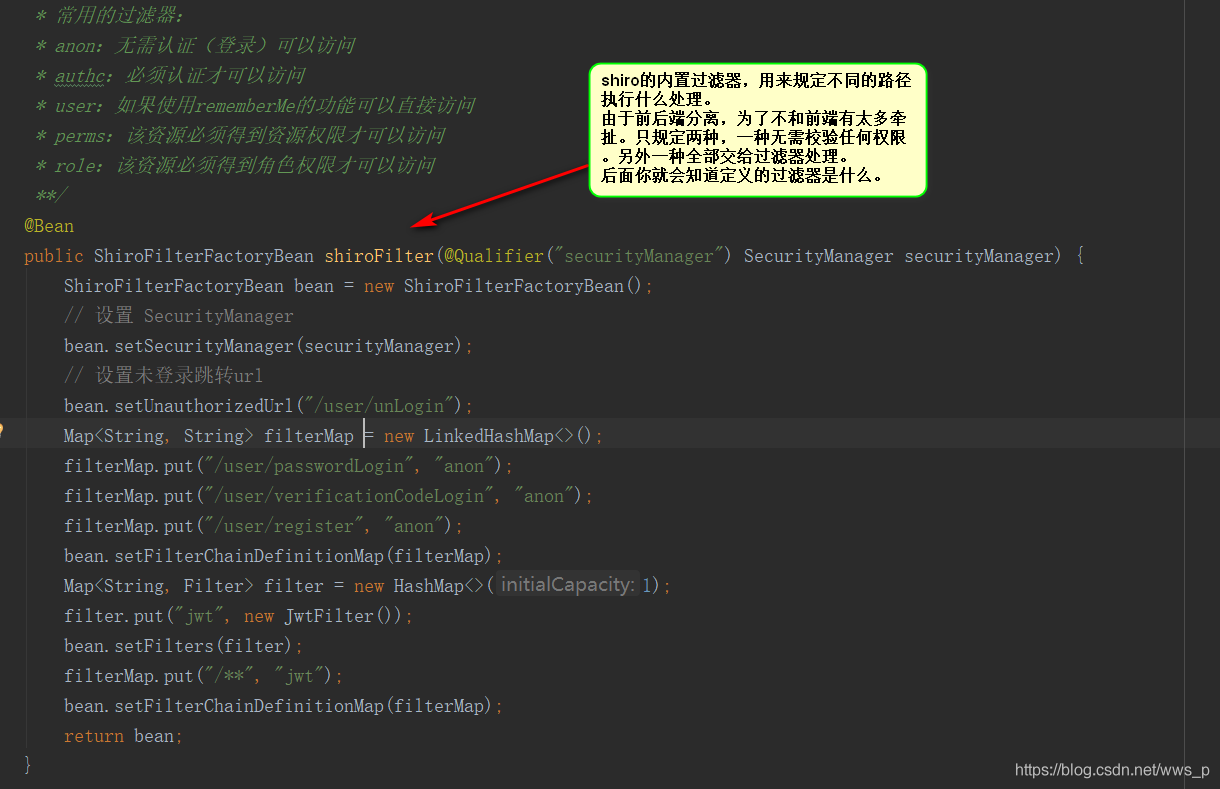 * 常用的过滤器:
* anon: 无需认证（登录）可以访问
* authc: 必须认证才可以访问
* user: 如果使用rememberMe的功能可以直接访问
* perms: 该资源必须得到资源权限才可以访问
* role: 该资源必须得到角色权限才可以访问
**/
shiro的内置过滤器，用来规定不同的路径
执行什么处理。
由于前后端分离，为了不和前端有太多牵
扯。只规定两种，一种无需校验任何权限
。另外一种全部交给过滤器处理。
后面你就会知道定义的过滤器是什么。
@Bean
public ShiroFilterFactoryBean shiroFilter(@Qualifier("securityManager") SecurityManager securityManager) {
ShiroFilterFactoryBean bean = new ShiroFilterFactoryBean();
// 设置 SecurityManager
bean.setSecurityManager(securityManager);
// 设置未登录跳转url
bean.setUnauthorizedUrl("/user/unLogin");
Map<String, String> filterMap = new LinkedHashMap<>();
filterMap.put("/user/passwordLogin", "anon");
filterMap.put("/user/verificationCodeLogin", "anon");
filterMap.put("/user/register", "anon");
bean.setFilterChainDefinitionMap(filterMap);
Map<String, Filter> filter = new HashMap<>( initialCapacity: 1);
filter.put("jwt", new JwtFilter());
bean.setFilters(filter);
filterMap.put("/**", "jwt");
bean.setFilterChainDefinitionMap(filterMap);
return bean;
}
https://blog.csdn.net/wws_p